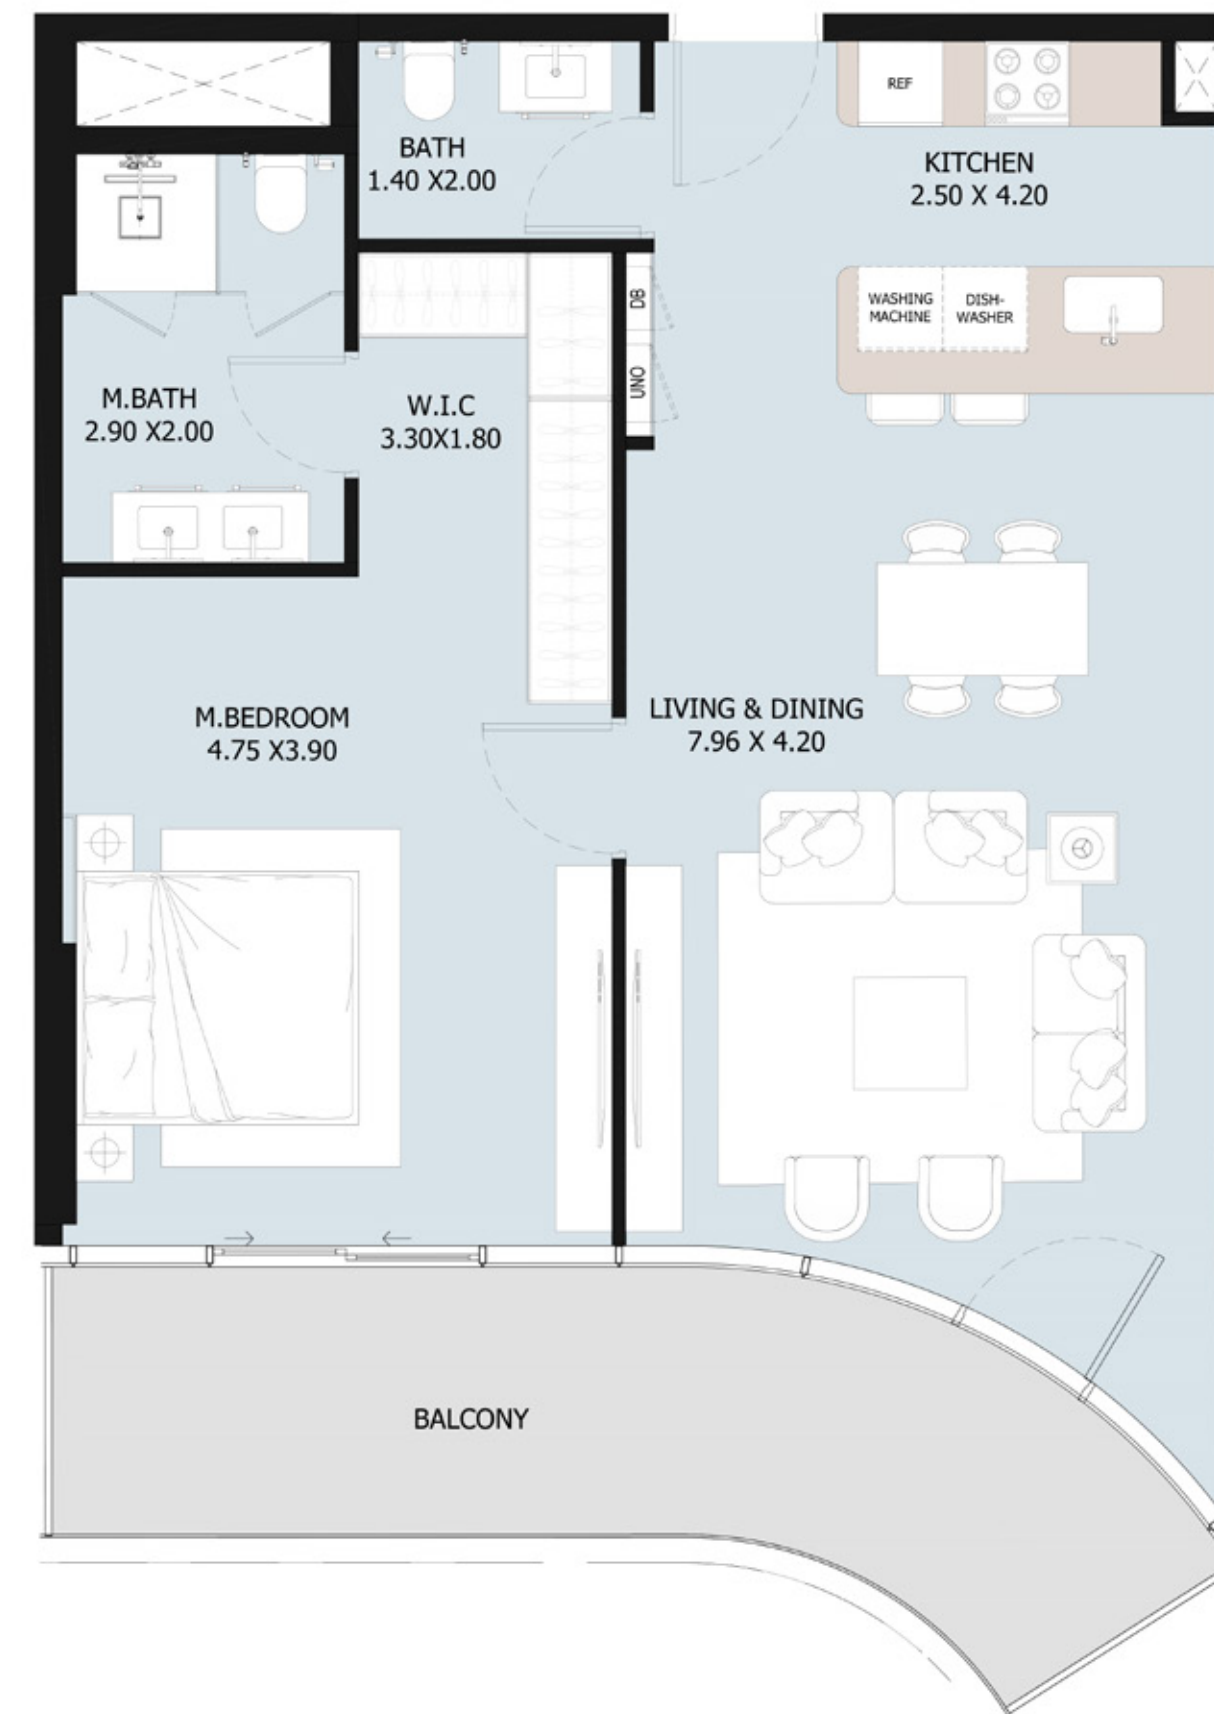 REF
BATH
1.40 X2.00
KITCHEN
2.50 X 4.20
DB
WASHING
MACHINE
DISH-
WASHER
UNO
M.BATH
2.90 X2.00
W.I.C
3.30X1.80
M.BEDROOM
4.75 X3.90
LIVING & DINING
7.96 X 4.20
BALCONY